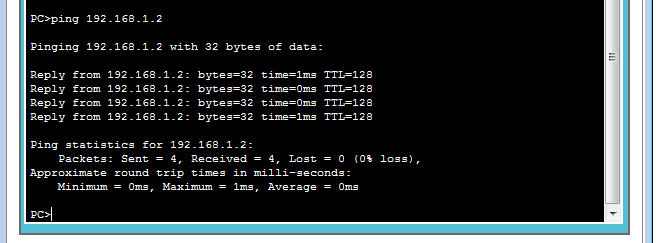 PC>ping 192.168.1.2
Pinging 192.168.1.2 with 32 bytes of data:
Reply from 192.168.1.2: bytes=32 time=1ms TTL=128
Reply from 192.168.1.2: bytes=32 time=0ms TTL=128
Reply from 192.168.1.2: bytes=32 time=0ms TTL=128
Reply from 192.168.1.2: bytes=32 time=1ms TTL=128
Ping statistics for 192.168.1.2:
    Packets: Sent = 4, Received = 4, Lost = 0 (0% loss),
Approximate round trip times in milli-seconds:
    Minimum = 0ms, Maximum = 1ms, Average = 0ms
PC>